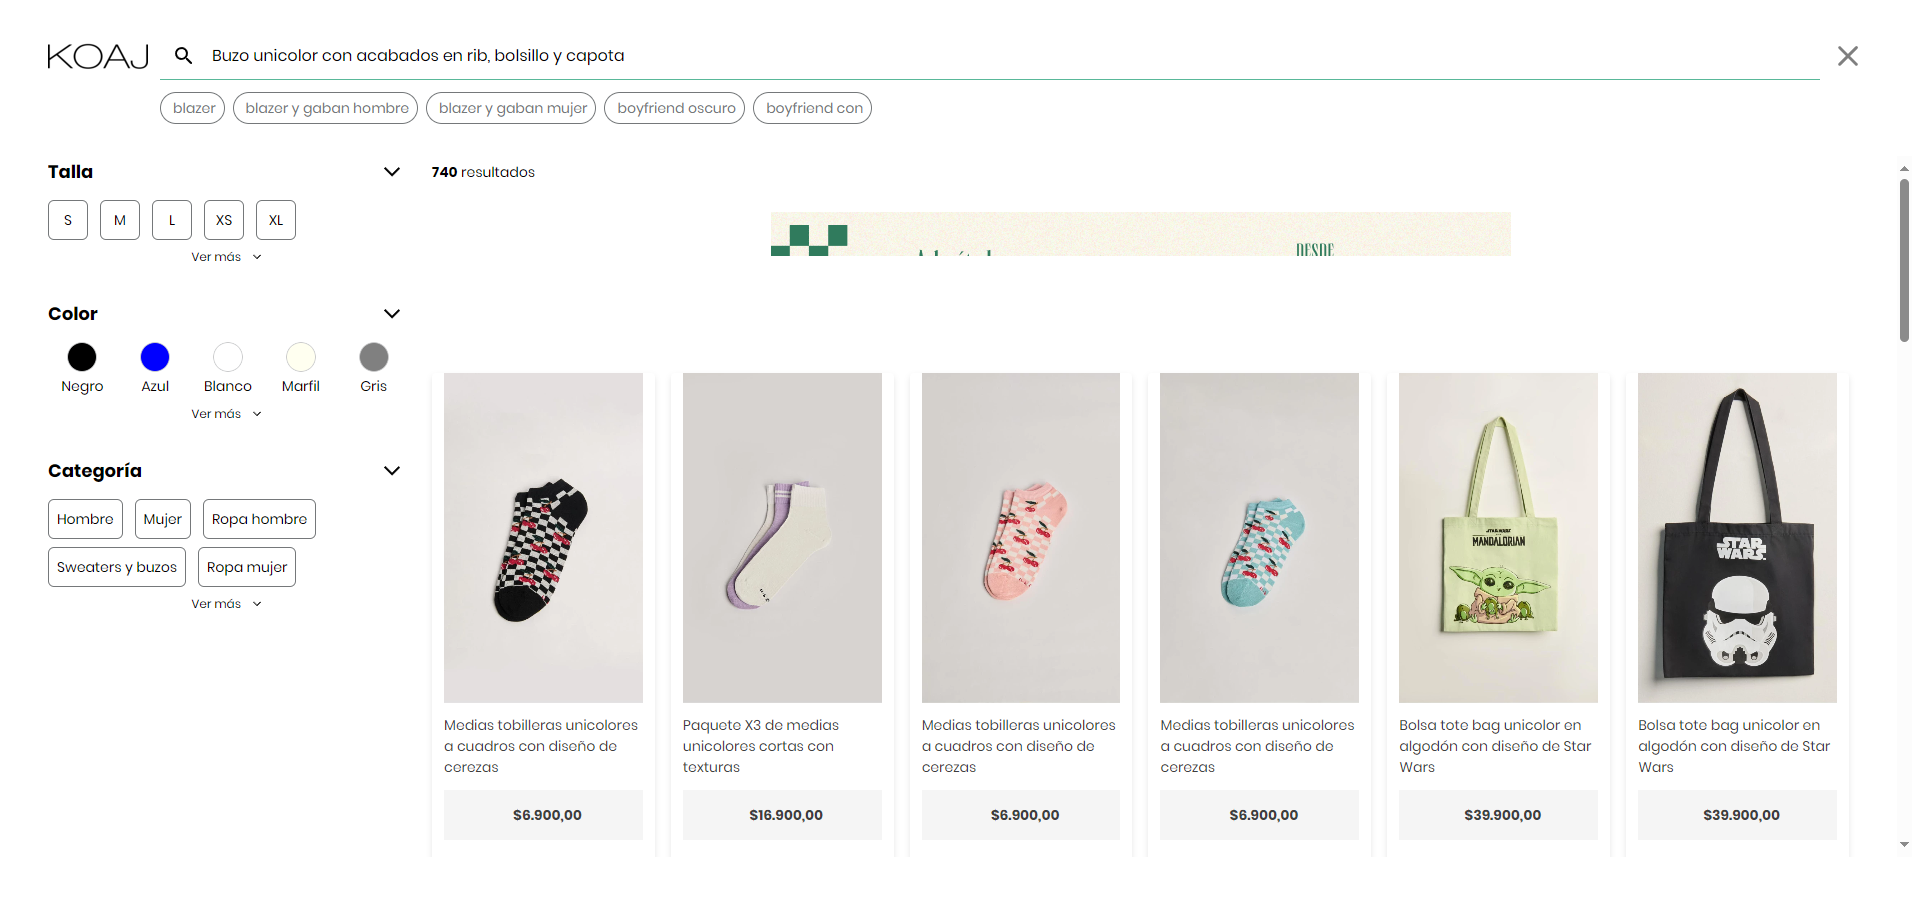 KOAJ
Buzo unicolor con acabados en rib, bolsillo y capota
blazer
blazer y gaban hombre
blazer y gaban mujer
boyfriend oscuro
boyfriend con
Talla
S
M
L
XS
XL
Ver más
Color
Negro
Azul
Blanco
Marfil
Gris
Ver más
Categoría
Hombre
Mujer
Ropa hombre
Sweaters y buzos
Ropa mujer
Ver más
740 resultados
DESDE
Medias tobilleras unicolores
a cuadros con diseño de
cerezas
$6.900,00
Paquete X3 de medias
unicolores cortas con
texturas
$16.900,00
Medias tobilleras unicolores
a cuadros con diseño de
cerezas
$6.900,00
Medias tobilleras unicolores
a cuadros con diseño de
cerezas
$6.900,00
STAR WARS
MANDALORIAN
Bolsa tote bag unicolor en
algodón con diseño de Star
Wars
$39.900,00
STAR
WARS
Bolsa tote bag unicolor en
algodón con diseño de Star
Wars
$39.900,00